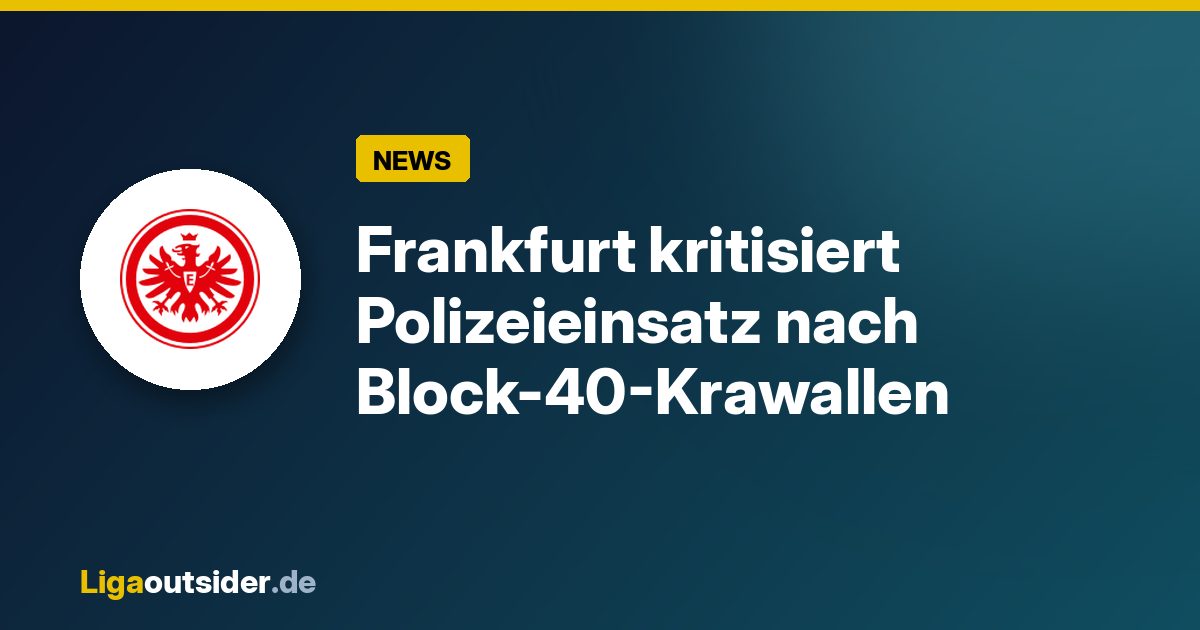 NEWS
Frankfurt kritisiert
Polizeieinsatz nach
Block-40-Krawallen
E
Ligaoutsider.de